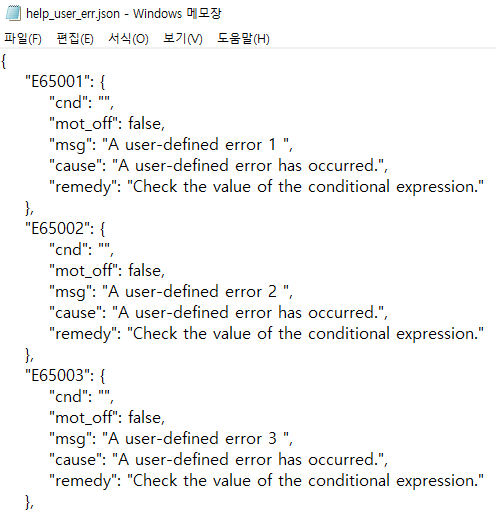 help_user_err.json - Windows 메모장
파일(F) 편집(E) 서식(O) 보기(V) 도움말(H)
{
"E65001": {
"cnd": "",
"mot_off": false,
"msg": "A user-defined error 1 ",
"cause": "A user-defined error has occurred.",
"remedy": "Check the value of the conditional expression."
},
"E65002": {
"cnd": "",
"mot_off": false,
"msg": "A user-defined error 2 ",
"cause": "A user-defined error has occurred.",
"remedy": "Check the value of the conditional expression."
},
"E65003": {
"cnd": "",
"mot_off": false,
"msg": "A user-defined error 3 ",
"cause": "A user-defined error has occurred.",
"remedy": "Check the value of the conditional expression."
},